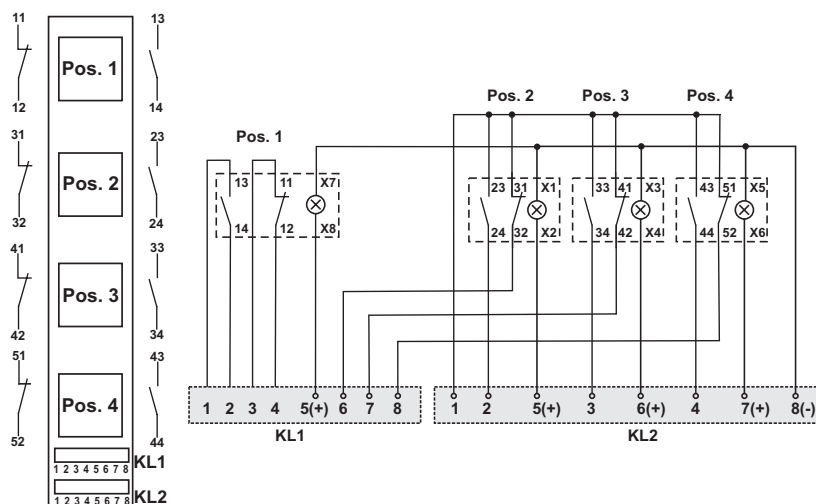 11 13
Pos. 1
12 14
31 23
Pos. 2
32 24
41 33
Pos. 3
42 34
51 43
Pos. 4
52 44
KL1
1 2 3 4 5 6 7 8
KL2
1 2 3 4 5 6 7 8
Pos. 1
13 11 X7
14 12 X8
Pos. 2 Pos. 3 Pos. 4
23 31 X1 33 41 X3 43 51 X5
24 32 X2 34 42 X4 44 52 X6
1 2 3 4 5(+) 6 7 8
KL1
1 2 5(+) 3 6(+) 4 7(+) 8(-)
KL2